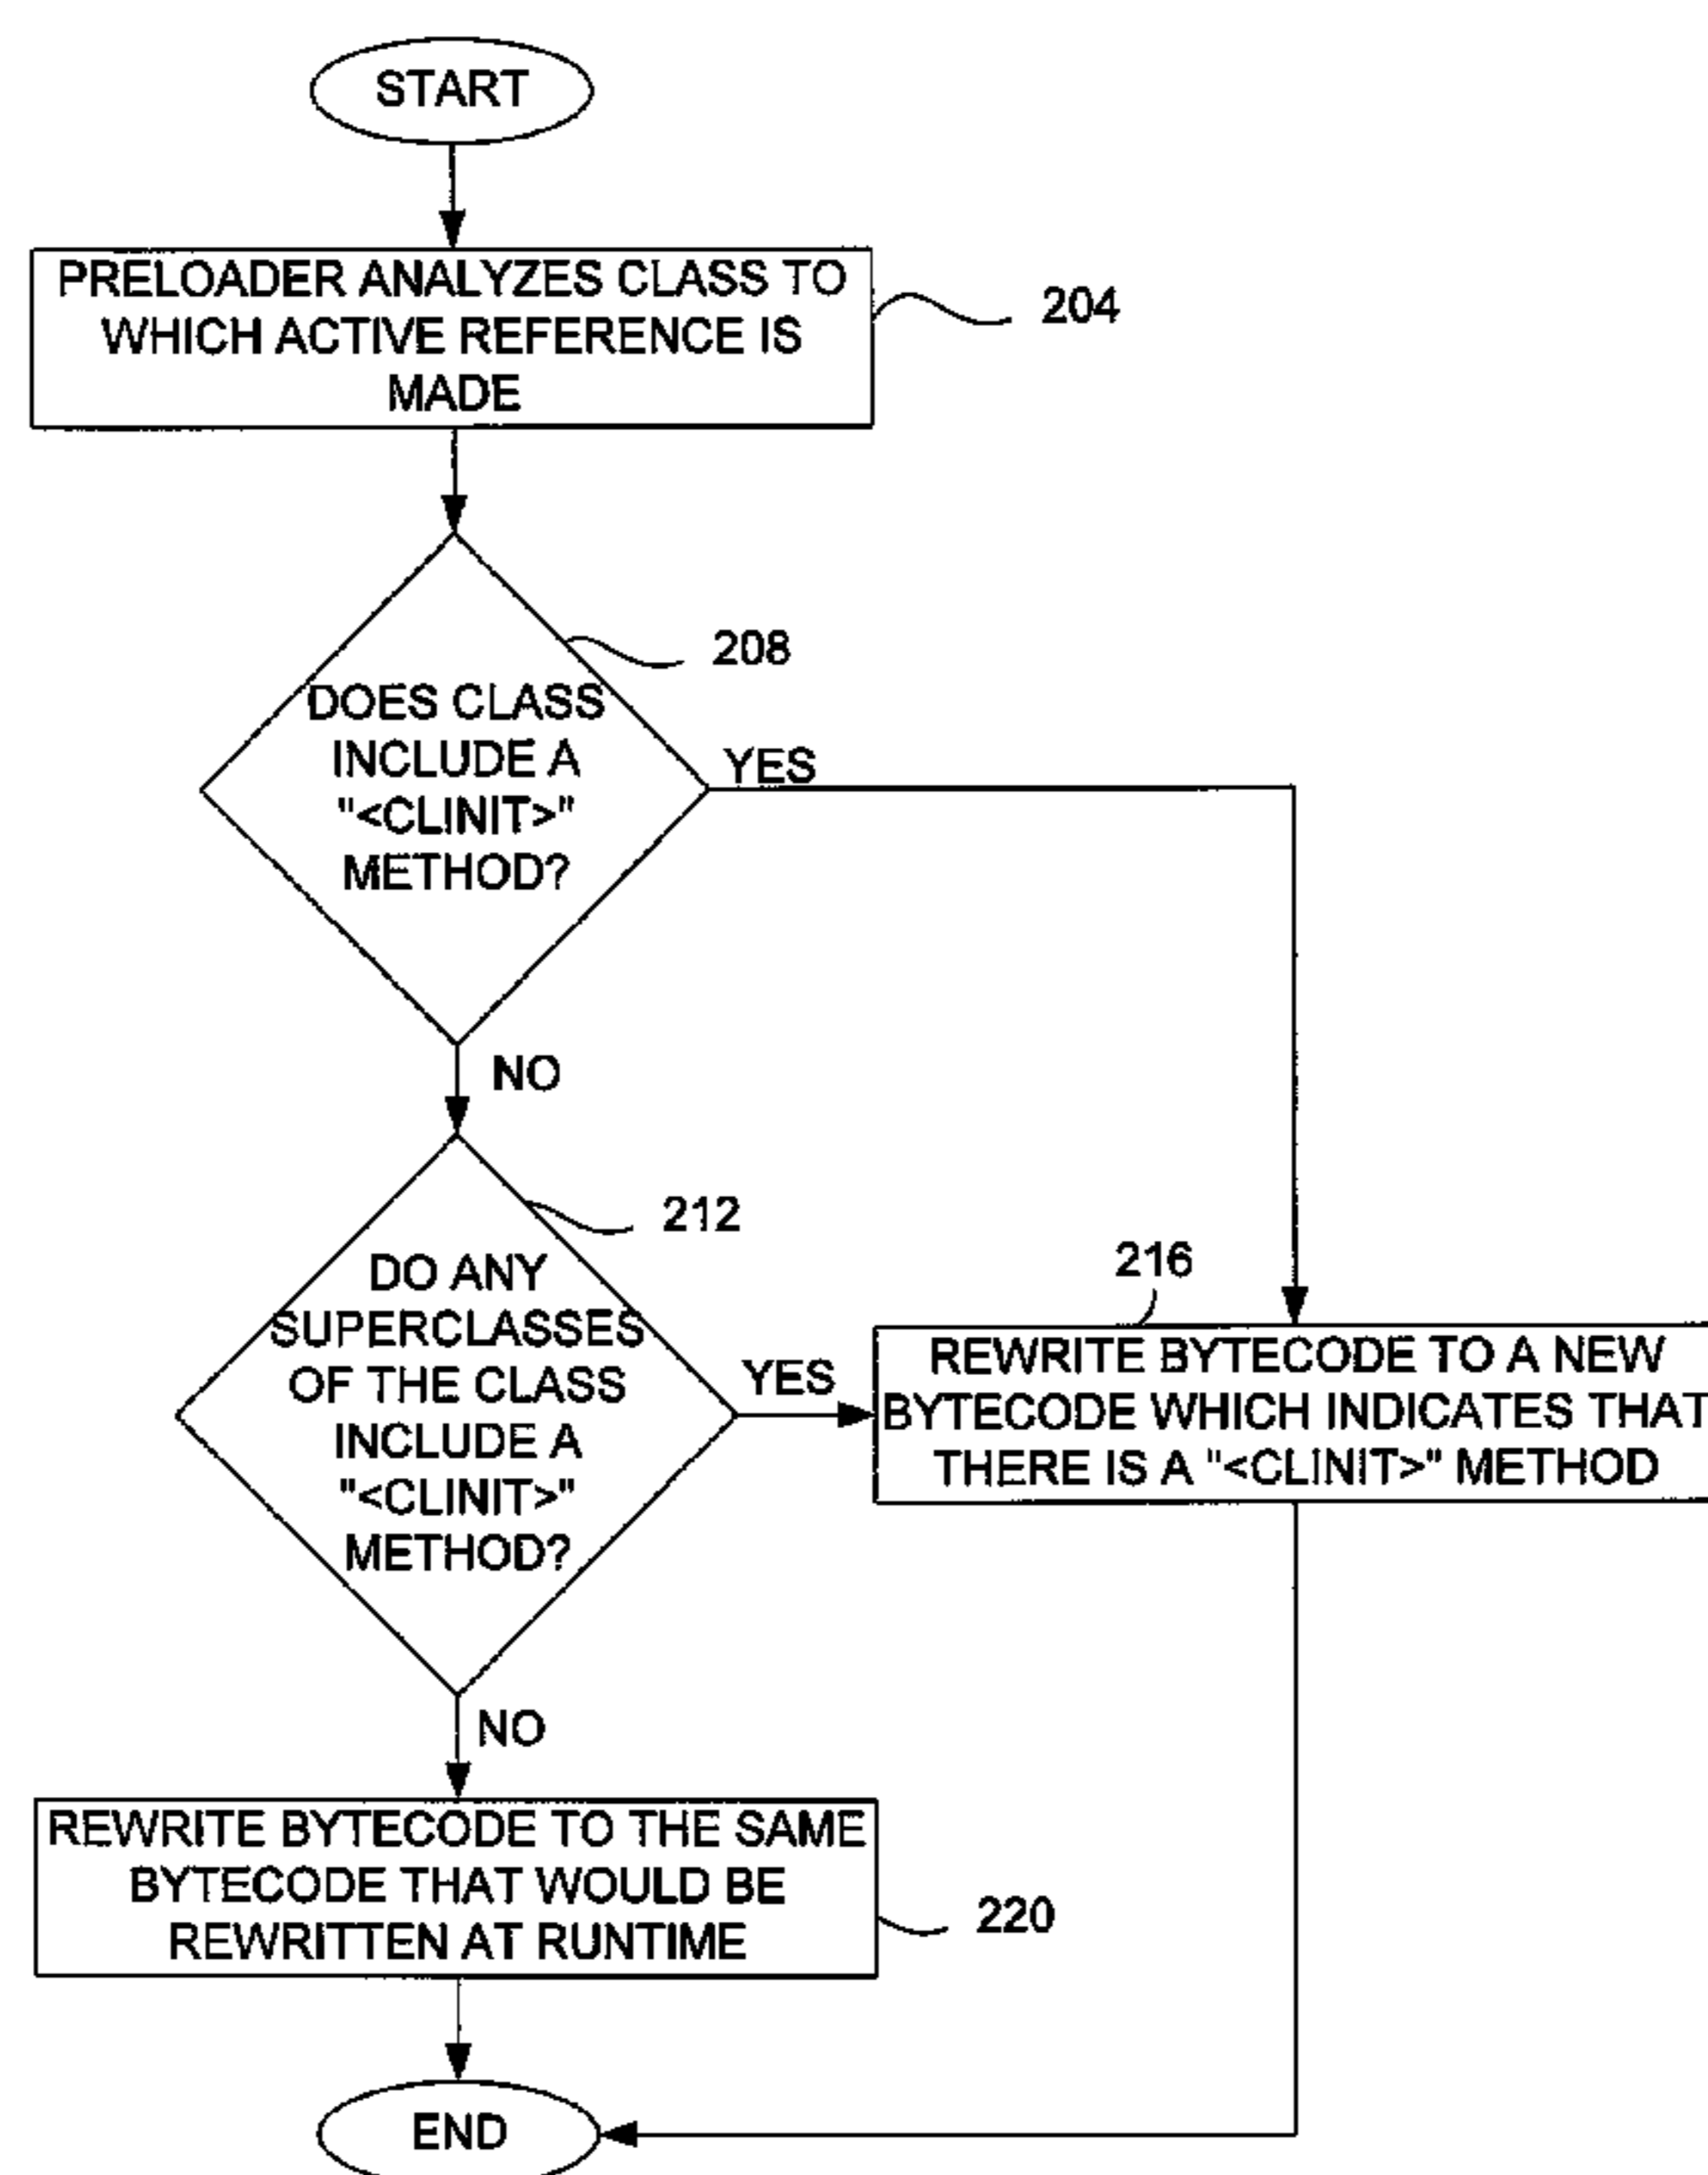 START
PRELOADER ANALYZES CLASS TO
WHICH ACTIVE REFERENCE IS
MADE
204
208
DOES CLASS
INCLUDE A
"<CLINIT>"
METHOD?
YES
NO
212
DO ANY
SUPERCLASSES
OF THE CLASS
INCLUDE A
"<CLINIT>"
METHOD?
YES
216
REWRITE BYTECODE TO A NEW
BYTECODE WHICH INDICATES THAT
THERE IS A "<CLINIT>" METHOD
NO
REWRITE BYTECODE TO THE SAME
BYTECODE THAT WOULD BE
REWRITTEN AT RUNTIME
220
END